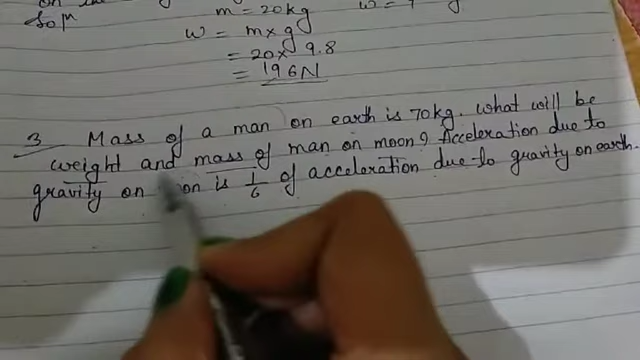 on
m = 20kg
w =
Solⁿ
w = m x g
= 20 x 9.8
= 196N
3 Mass of a man on earth is 70kg. What will be
weight and mass of man on moon? Acceleration due to
gravity on is 1/6 of acceleration due to gravity on earth.